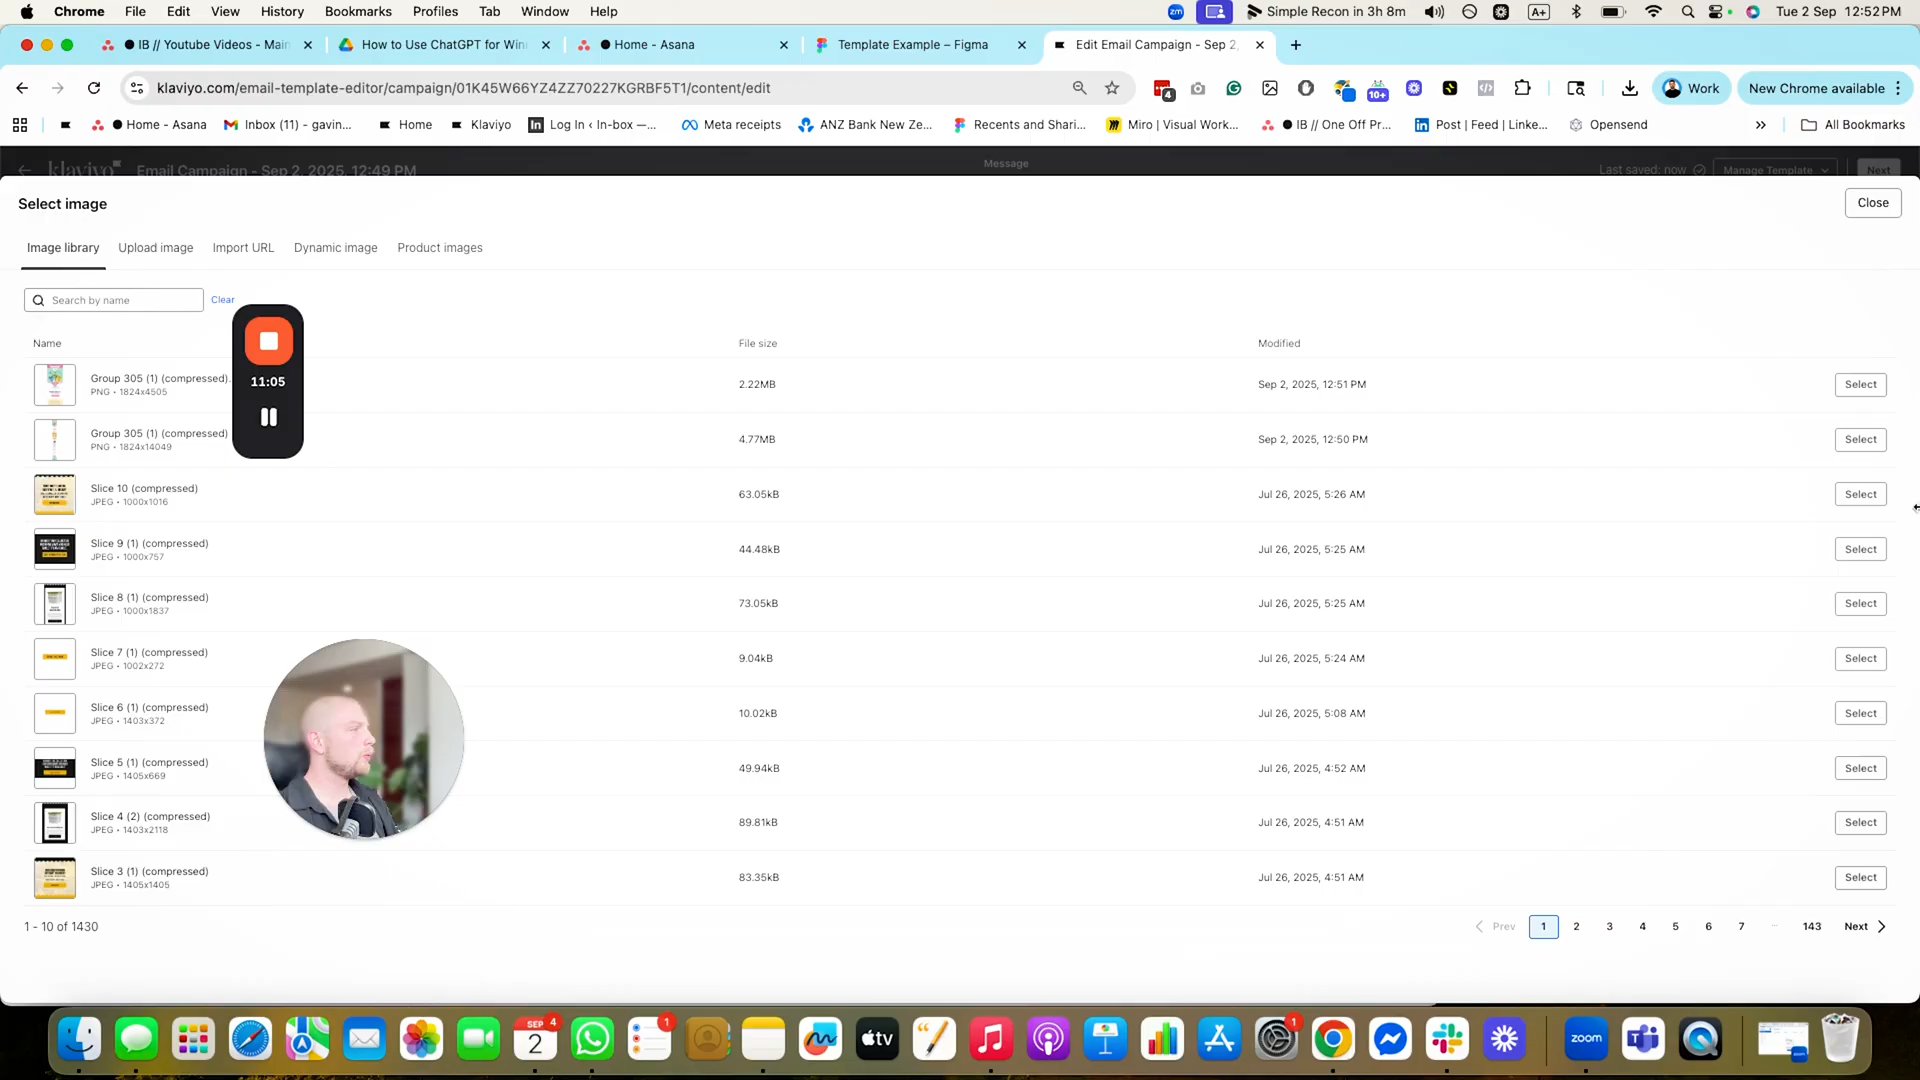 Chrome File Edit View History Bookmarks Profiles Tab Window Help
zm Simple Recon in 3h 8m A+ Tue 2 Sep 12:52 PM
IB // Youtube Videos - Main
How to Use ChatGPT for Win
Home - Asana
Template Example – Figma
Edit Email Campaign - Sep 2,
klaviyo.com/email-template-editor/campaign/01K45W66YZ4ZZ70227KGRBF5T1/content/edit
4
10+
Work
New Chrome available
Home - Asana
Inbox (11) - gavin...
Home
Klaviyo
Log In ‹ In-box —...
Meta receipts
ANZ Bank New Ze...
Recents and Shari...
Miro | Visual Work...
IB // One Off Pr...
Post | Feed | Linke...
Opensend
All Bookmarks
klaviyo Email Campaign - Sep 2, 2025, 12:49 PM
Message
Last saved: now
Manage Template
Next
Select image
Close
Image library Upload image Import URL Dynamic image Product images
Search by name
Clear
11:05
Name File size Modified
Group 305 (1) (compressed).
PNG • 1824x4505
2.22MB
Sep 2, 2025, 12:51 PM
Select
Group 305 (1) (compressed)
PNG • 1824x14049
4.77MB
Sep 2, 2025, 12:50 PM
Select
Slice 10 (compressed)
JPEG • 1000x1016
63.05kB
Jul 26, 2025, 5:26 AM
Select
Slice 9 (1) (compressed)
JPEG • 1000x757
44.48kB
Jul 26, 2025, 5:25 AM
Select
Slice 8 (1) (compressed)
JPEG • 1000x1837
73.05kB
Jul 26, 2025, 5:25 AM
Select
Slice 7 (1) (compressed)
JPEG • 1002x272
9.04kB
Jul 26, 2025, 5:24 AM
Select
Slice 6 (1) (compressed)
JPEG • 1403x372
10.02kB
Jul 26, 2025, 5:08 AM
Select
Slice 5 (1) (compressed)
JPEG • 1405x669
49.94kB
Jul 26, 2025, 4:52 AM
Select
Slice 4 (2) (compressed)
JPEG • 1403x2118
89.81kB
Jul 26, 2025, 4:51 AM
Select
Slice 3 (1) (compressed)
JPEG • 1405x1405
83.35kB
Jul 26, 2025, 4:51 AM
Select
1 - 10 of 1430
Prev 1 2 3 4 5 6 7 ... 143 Next
SEP 4
2
1
tv
1
zoom